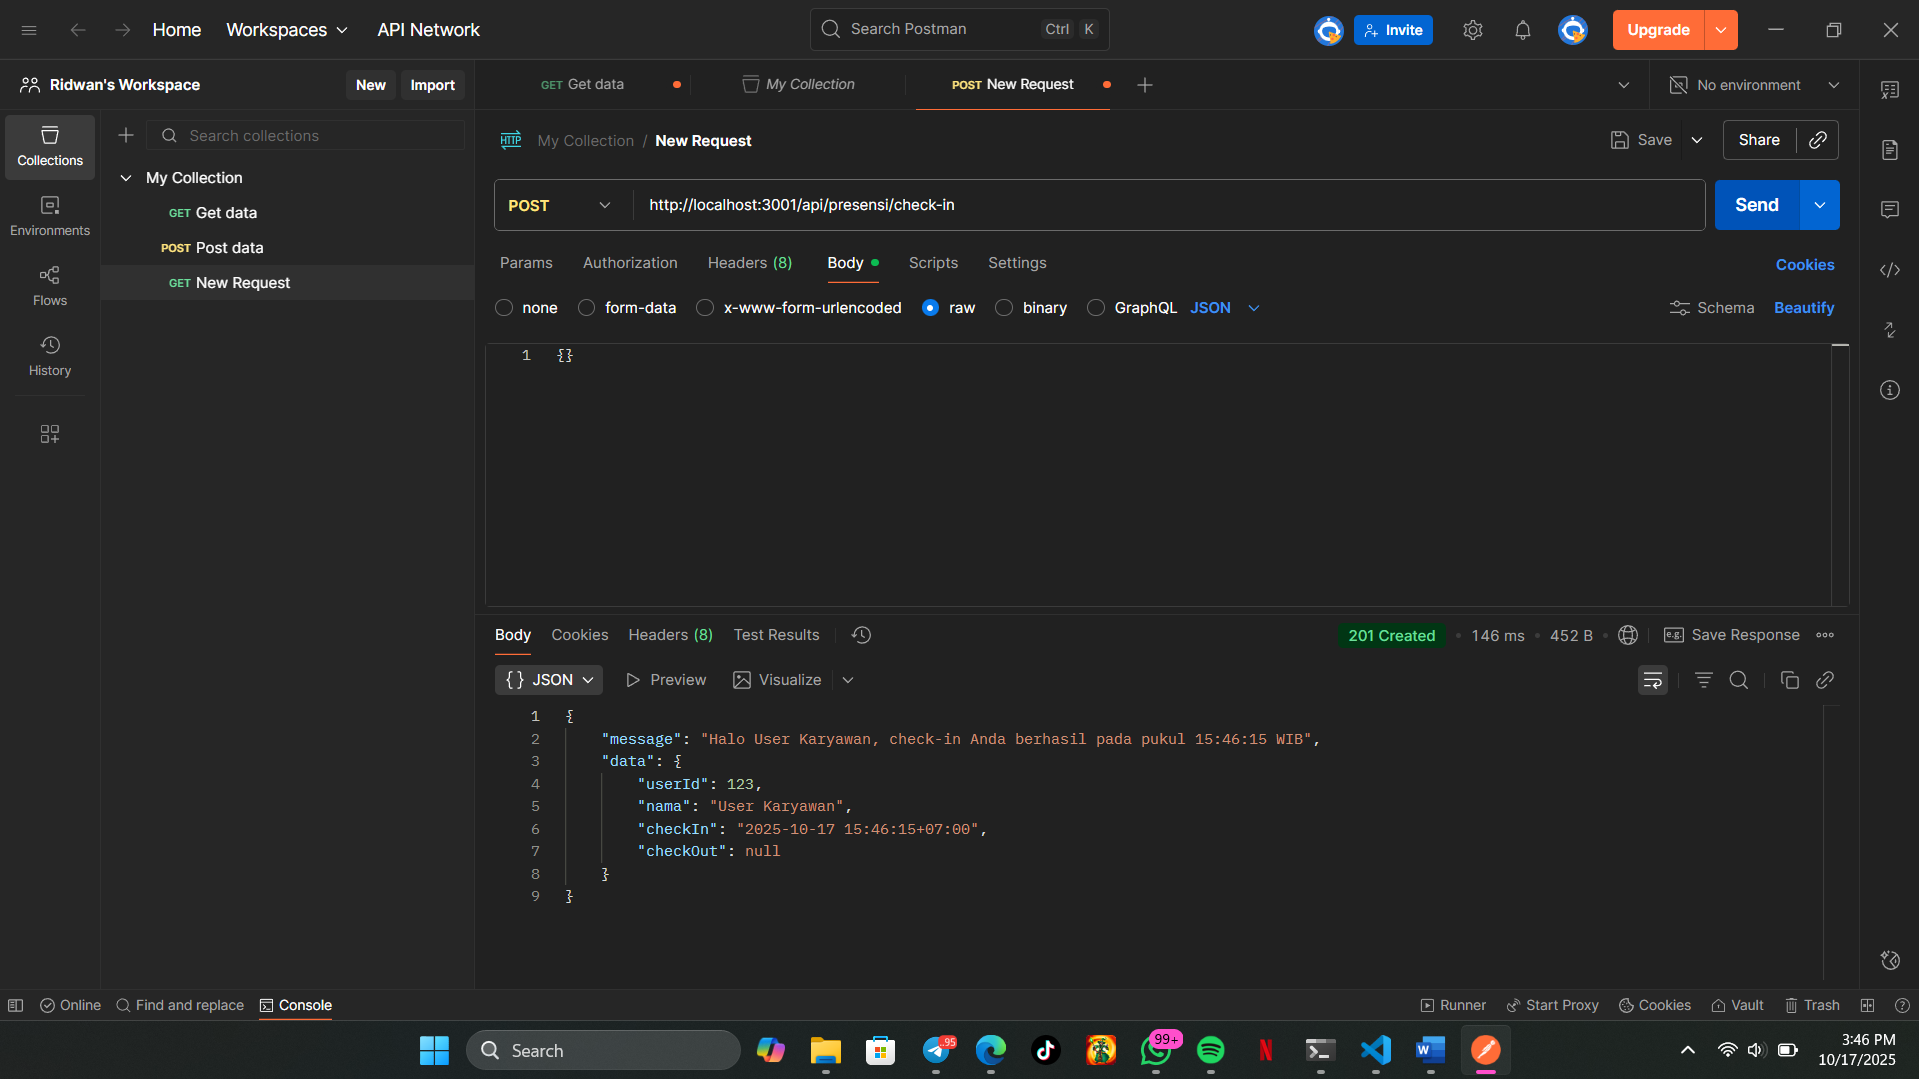 Home
Workspaces
API Network
Search Postman
Ctrl
K
Invite
Upgrade
Ridwan's Workspace
New
Import
GET Get data
My Collection
POST New Request
No environment
Collections
Environments
Flows
History
Search collections
My Collection
GET Get data
POST Post data
GET New Request
HTTP
My Collection / New Request
Save
Share
POST
http://localhost:3001/api/presensi/check-in
Send
Params
Authorization
Headers (8)
Body
Scripts
Settings
Cookies
none
form-data
x-www-form-urlencoded
raw
binary
GraphQL
JSON
Schema
Beautify
1 {}
Body
Cookies
Headers (8)
Test Results
201 Created
146 ms
452 B
e.g.
Save Response
{} JSON
Preview
Visualize
1 {
2 "message": "Halo User Karyawan, check-in Anda berhasil pada pukul 15:46:15 WIB",
3 "data": {
4 "userId": 123,
5 "nama": "User Karyawan",
6 "checkIn": "2025-10-17 15:46:15+07:00",
7 "checkOut": null
8 }
9 }
Online
Find and replace
Console
Runner
Start Proxy
Cookies
Vault
Trash
Search
..95
99+
N
W
3:46 PM
10/17/2025